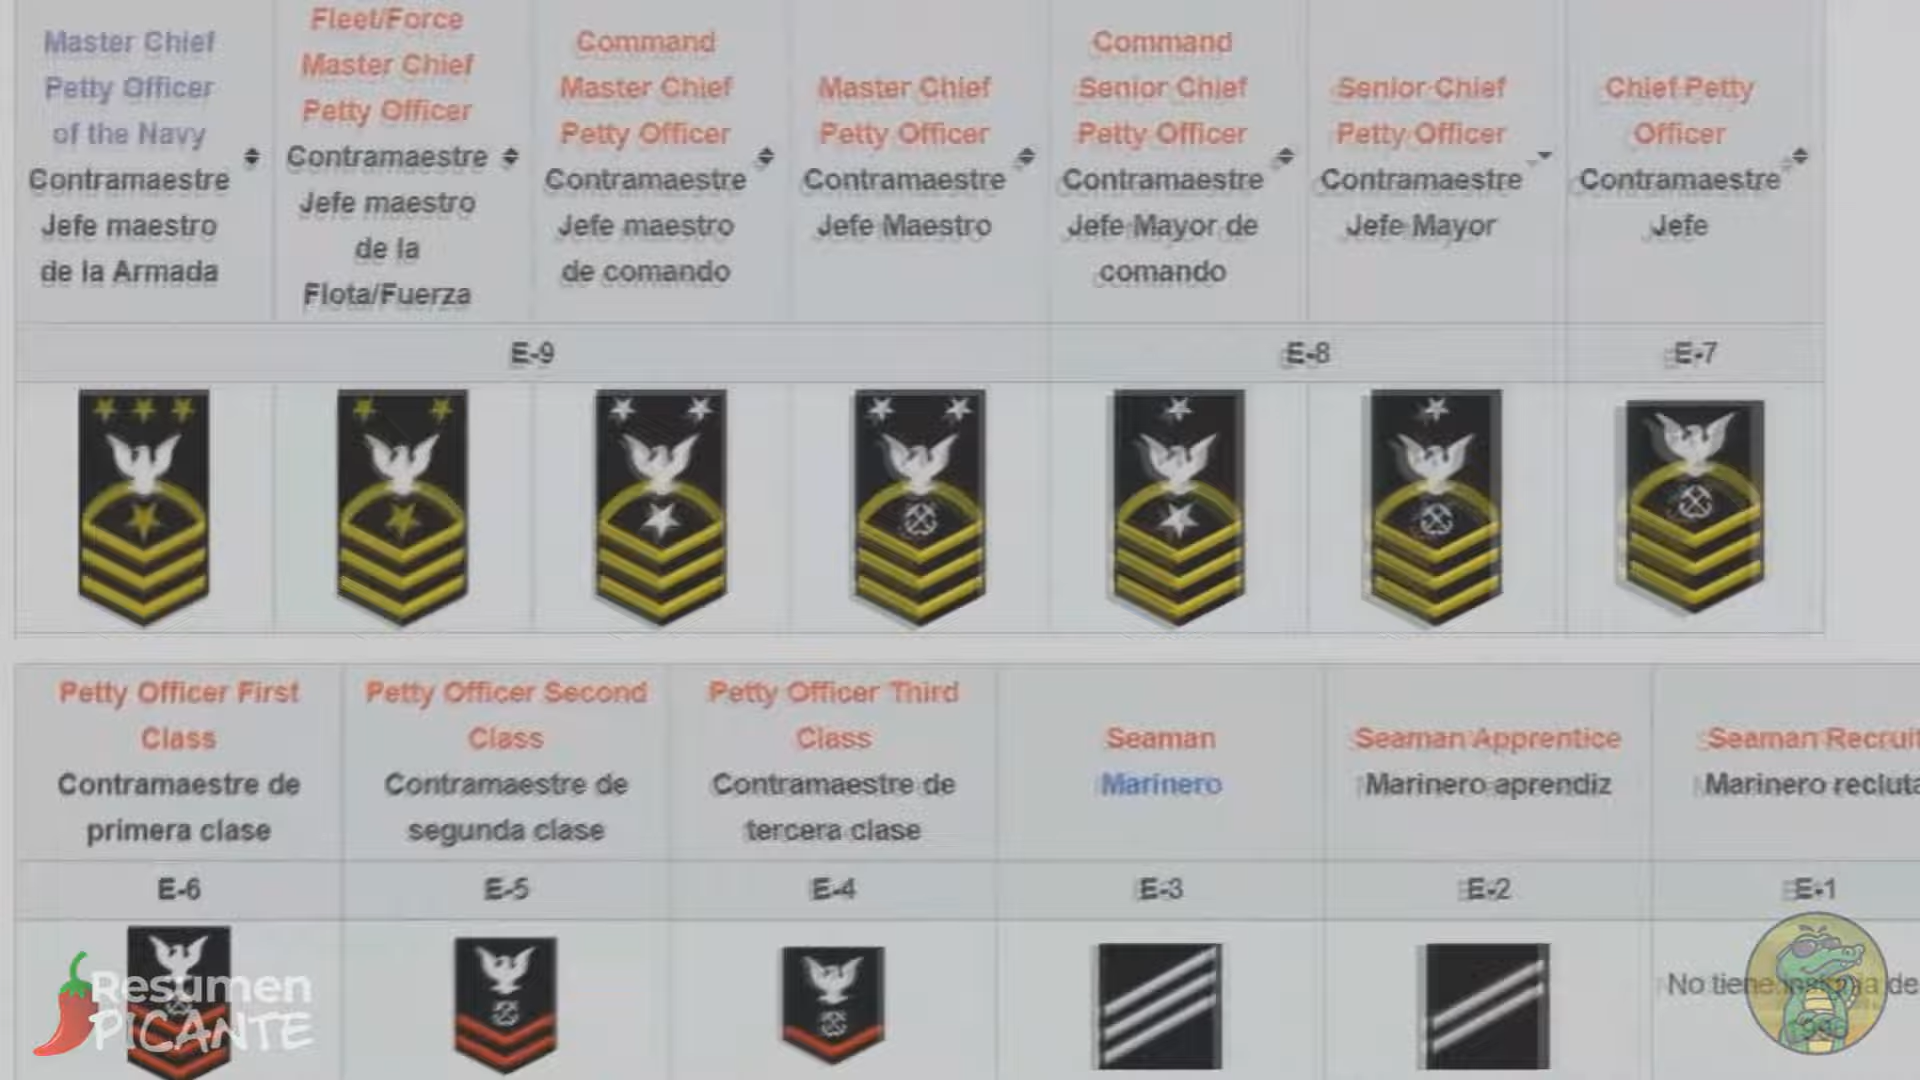 Master Chief
Petty Officer
of the Navy
Contramaestre
Jefe maestro
de la Armada
Fleet/Force
Master Chief
Petty Officer
Contramaestre
Jefe maestro
de la
Flota/Fuerza
Command
Master Chief
Petty Officer
Contramaestre
Jefe maestro
de comando
Master Chief
Petty Officer
Contramaestre
Jefe Maestro
Command
Senior Chief
Petty Officer
Contramaestre
Jefe Mayor de
comando
Senior Chief
Petty Officer
Contramaestre
Jefe Mayor
Chief Petty
Officer
Contramaestre
Jefe
E-9
E-8
E-7
Petty Officer First
Class
Contramaestre de
primera clase
Petty Officer Second
Class
Contramaestre de
segunda clase
Petty Officer Third
Class
Contramaestre de
tercera clase
Seaman
Marinero
Seaman Apprentice
Marinero aprendiz
Seaman Recruit
Marinero recluta
E-6
E-5
E-4
E-3
E-2
E-1
No tiene de
Resumen
PICANTE